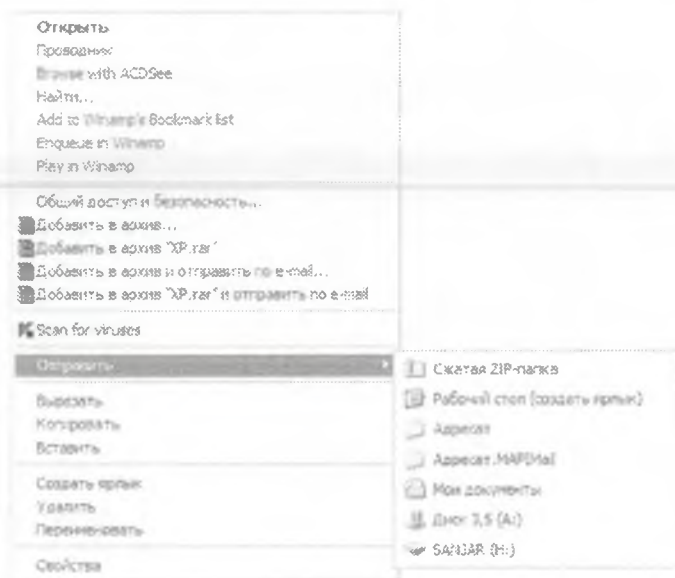 Открыть
Проводник
Browse with ACDSee
Найти...
Add to Winamp's Bookmark list
Enqueue in Winamp
Play in Winamp
Общий доступ и безопасность...
Добавить в архив...
Добавить в архив "XP.rar"
Добавить в архив и отправить по e-mail...
Добавить в архив "XP.rar" и отправить по e-mail
Scan for viruses
Отправить
Сжатая ZIP-папка
Рабочий стол (создать ярлык)
Адресат
Адресат.MAPIMail
Мои документы
Диск 3,5 (A:)
SANJAR (H:)
Вырезать
Копировать
Вставить
Создать ярлык
Удалить
Переименовать
Свойства